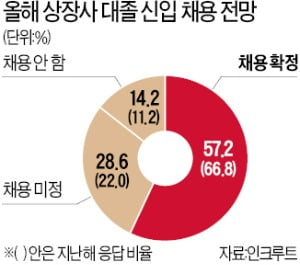 올해 상장사 대졸 신입 채용 전망
(단위:%)
채용 안 함
채용 확정
14.2
(11.2)
57.2
(66.8)
28.6
(22.0)
채용 미정
※( )안은 지난해 응답 비율
자료:인크루트